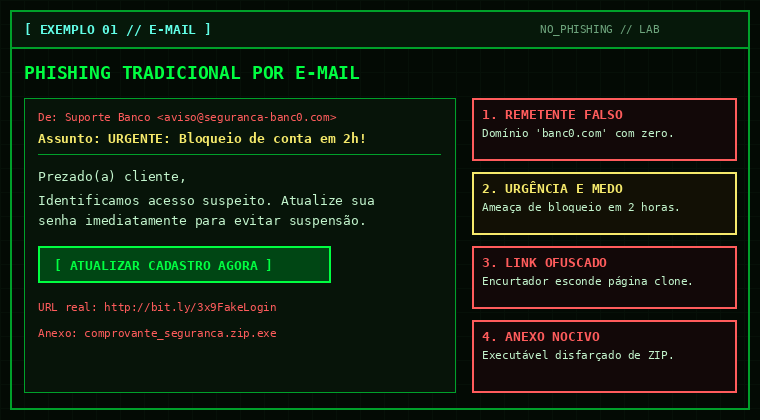 [ EXEMPLO 01 // E-MAIL ]
NO_PHISHING // LAB
PHISHING TRADICIONAL POR E-MAIL
De: Suporte Banco <aviso@seguranca-banc0.com>
Assunto: URGENTE: Bloqueio de conta em 2h!
Prezado(a) cliente,
Identificamos acesso suspeito. Atualize sua
senha imediatamente para evitar suspensão.
[ ATUALIZAR CADASTRO AGORA ]
URL real: http://bit.ly/3x9FakeLogin
Anexo: comprovante_seguranca.zip.exe
1. REMETENTE FALSO
Domínio 'banc0.com' com zero.
2. URGÊNCIA E MEDO
Ameaça de bloqueio em 2 horas.
3. LINK OFUSCADO
Encurtador esconde página clone.
4. ANEXO NOCIVO
Executável disfarçado de ZIP.